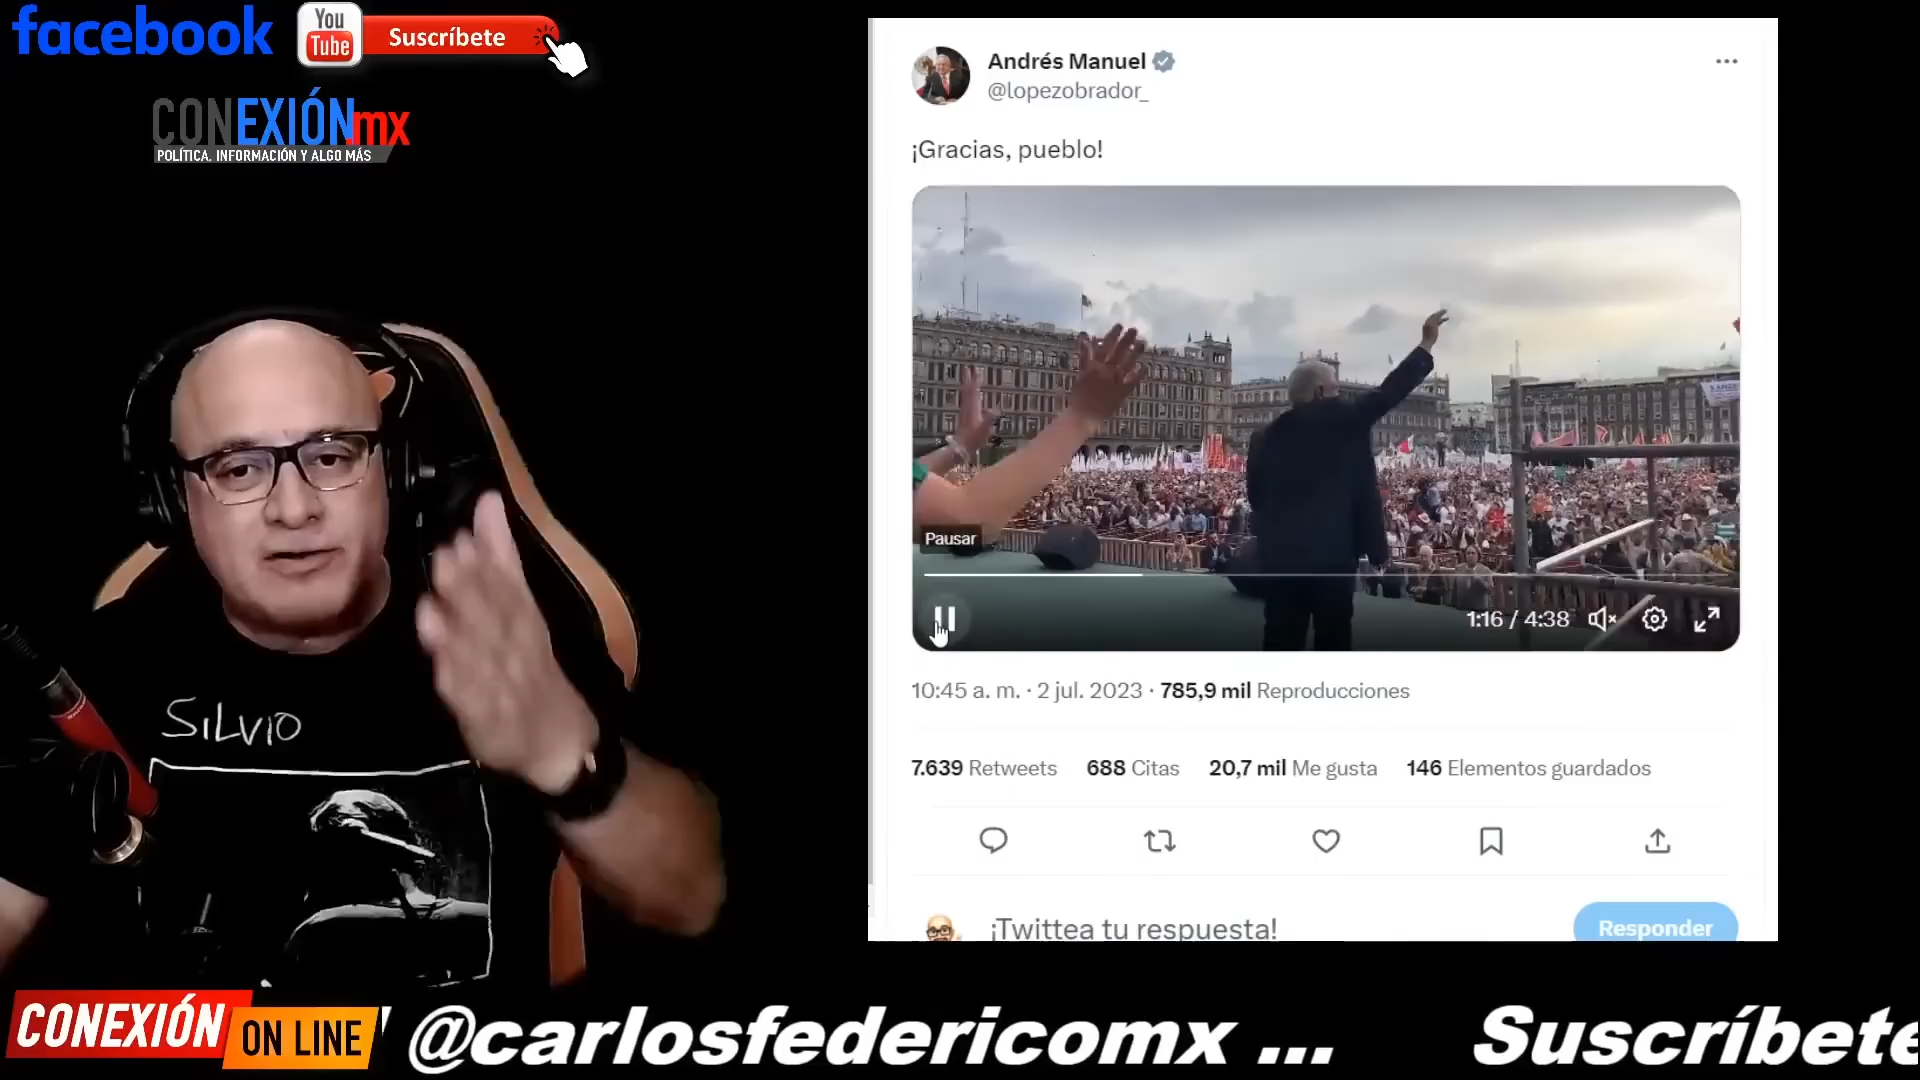 facebook
You
Tube
Suscríbete
CONEXIÓN.mx
POLÍTICA. INFORMACIÓN Y ALGO MÁS
SILVIO
Andrés Manuel
@lopezobrador_
¡Gracias, pueblo!
Pausar
1:16 / 4:38
10:45 a. m. · 2 jul. 2023 · 785,9 mil Reproducciones
7.639 Retweets 688 Citas 20,7 mil Me gusta 146 Elementos guardados
¡Twittea tu respuesta!
Responder
CONEXIÓN
ON LINE
@carlosfedericomx ... Suscríbete